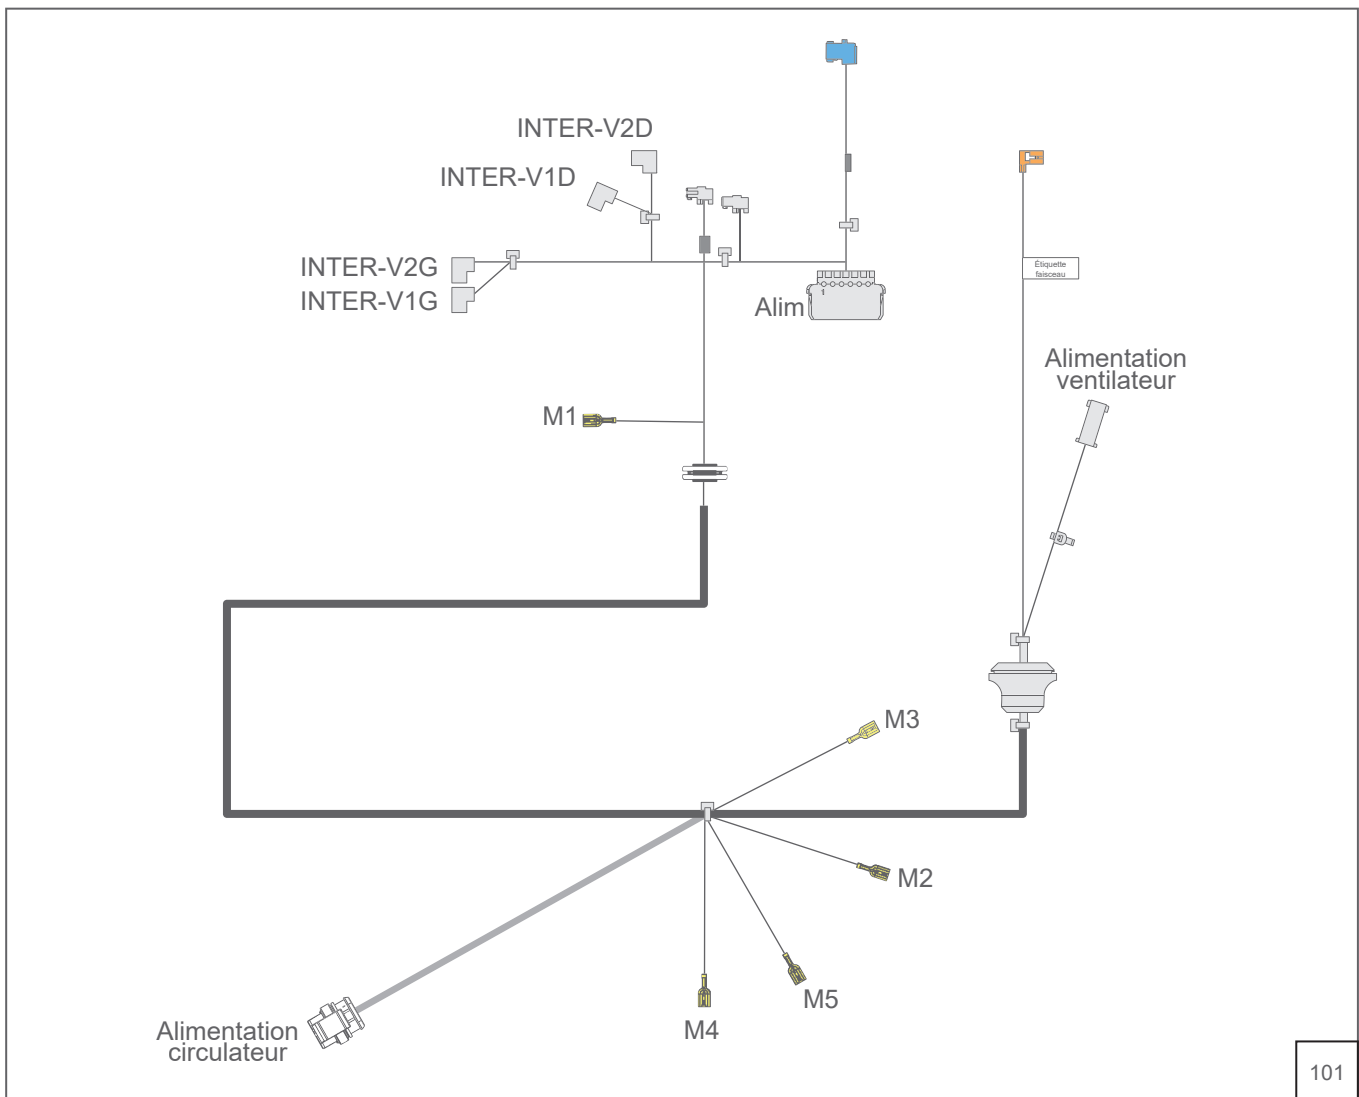 INTER-V2D
INTER-V1D
INTER-V2G
INTER-V1G
Étiquette
faisceau
1
Alim
Alimentation
ventilateur
M1
M3
M2
M5
M4
Alimentation
circulateur
101